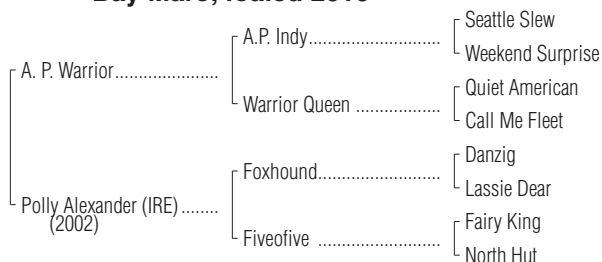 Bay Mare, foaled
Seattle Slew
A.P. Indy..............................
Weekend Surprise
A. P. Warrior.......................
Quiet American
Warrior Queen ...................
Call Me Fleet
Danzig
Foxhound............................
Lassie Dear
Polly Alexander (IRE) ........
(2002)
Fairy King
Fiveofive ............................
North Hut